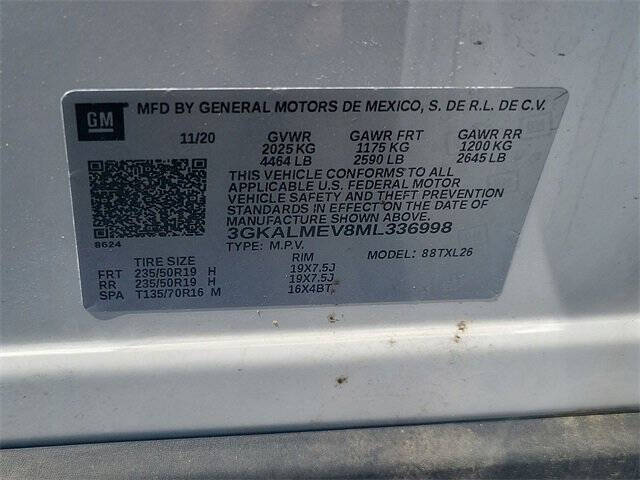 GM MFD BY GENERAL MOTORS DE MEXICO, S. DE R.L. DE C.V.
11/20 GVWR GAWR FRT GAWR RR
2025 KG 1175 KG 1200 KG
4464 LB 2590 LB 2645 LB
THIS VEHICLE CONFORMS TO ALL
APPLICABLE U.S. FEDERAL MOTOR
VEHICLE SAFETY AND THEFT PREVENTION
STANDARDS IN EFFECT ON THE DATE OF
MANUFACTURE SHOWN ABOVE.
3GKALMEV8ML336998
8624
TYPE: M.P.V. MODEL: 88TXL26
TIRE SIZE RIM
FRT 235/50R19 H 19X7.5J
RR 235/50R19 H 19X7.5J
SPA T135/70R16 M 16X4BT